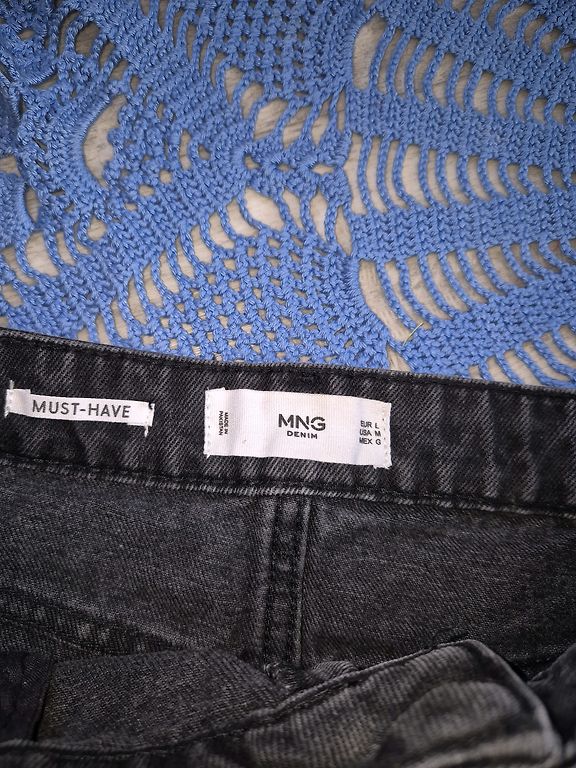 MUST-HAVE
MADE IN
PAKISTAN
MNG
DENIM
EUR L
USA M
MEX G